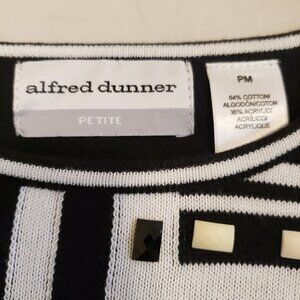 alfred dunner
PETITE
PM
64% COTTON/
ALGODÓN/COTON
36% ACRYLIC/
ACRÍLICO/
ACRYLIQUE